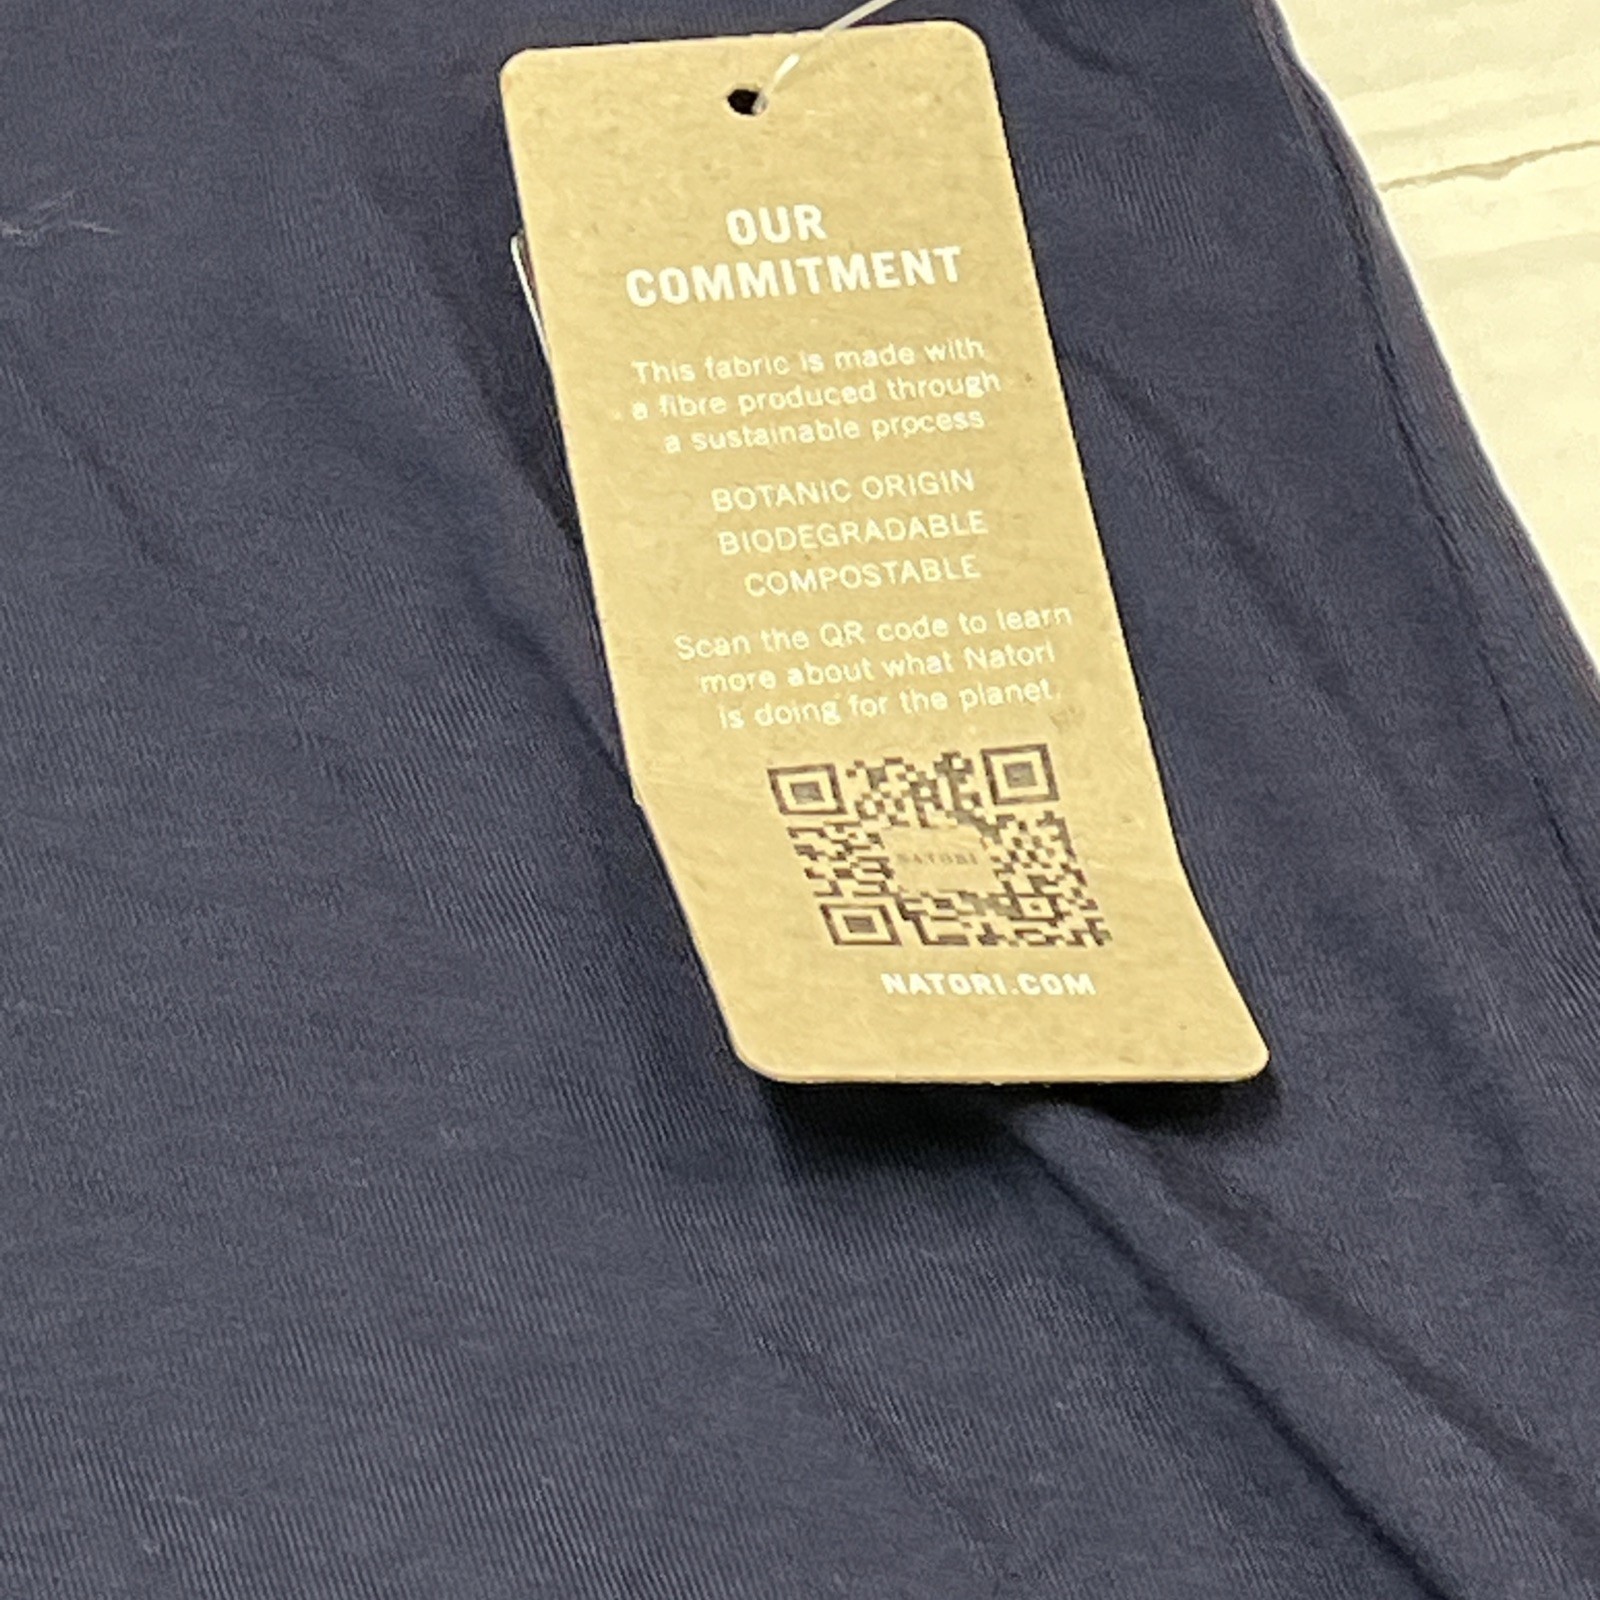 OUR
COMMITMENT
This fabric is made with
a fibre produced through
a sustainable process
BOTANIC ORIGIN
BIODEGRADABLE
COMPOSTABLE
Scan the QR code to learn
more about what Natori
is doing for the planet.
NATORI
NATORI.COM